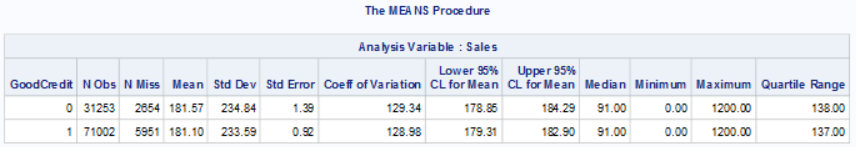 The MEANS Procedure
Analysis Variable : Sales
GoodCredit N Obs N Miss Mean Std Dev Std Error Coeff of Variation Lower 95% CL for Mean Upper 95% CL for Mean Median Minimum Maximum Quartile Range
0 31253 2654 181.57 234.84 1.39 129.34 178.85 184.29 91.00 0.00 1200.00 138.00
1 71002 5951 181.10 233.59 0.92 128.98 179.31 182.90 91.00 0.00 1200.00 137.00